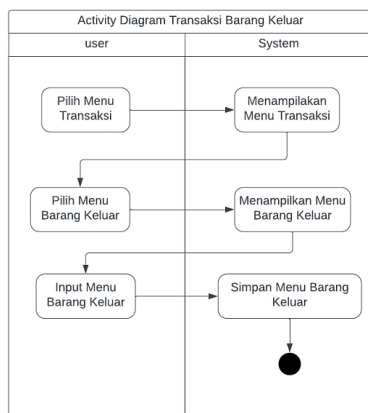 Activity Diagram Transaksi Barang Keluar
user
System
Pilih Menu
Transaksi
Menampilakan
Menu Transaksi
Pilih Menu
Barang Keluar
Menampilkan Menu
Barang Keluar
Input Menu
Barang Keluar
Simpan Menu Barang
Keluar